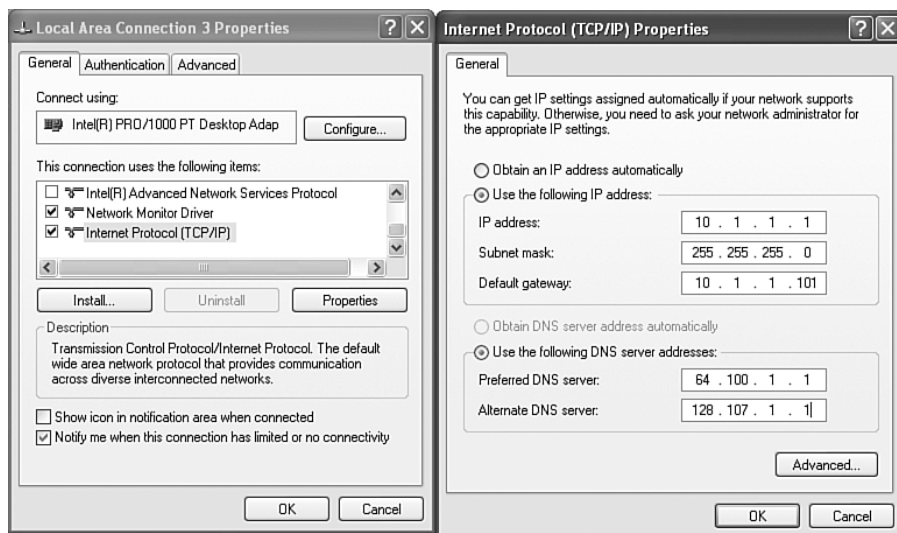 Local Area Connection 3 Properties
General Authentication Advanced
Connect using:
Intel(R) PRO/1000 PT Desktop Adap
Configure...
This connection uses the following items:
Intel(R) Advanced Network Services Protocol
Network Monitor Driver
Internet Protocol (TCP/IP)
Install... Uninstall Properties
Description
Transmission Control Protocol/Internet Protocol. The default
wide area network protocol that provides communication
across diverse interconnected networks.
Show icon in notification area when connected
Notify me when this connection has limited or no connectivity
OK Cancel
Internet Protocol (TCP/IP) Properties
General
You can get IP settings assigned automatically if your network supports
this capability. Otherwise, you need to ask your network administrator for
the appropriate IP settings.
Obtain an IP address automatically
Use the following IP address:
IP address: 10 . 1 . 1 . 1
Subnet mask: 255 . 255 . 255 . 0
Default gateway: 10 . 1 . 1 . 101
Obtain DNS server address automatically
Use the following DNS server addresses:
Preferred DNS server: 64 . 100 . 1 . 1
Alternate DNS server: 128 . 107 . 1 . 1
Advanced...
OK Cancel